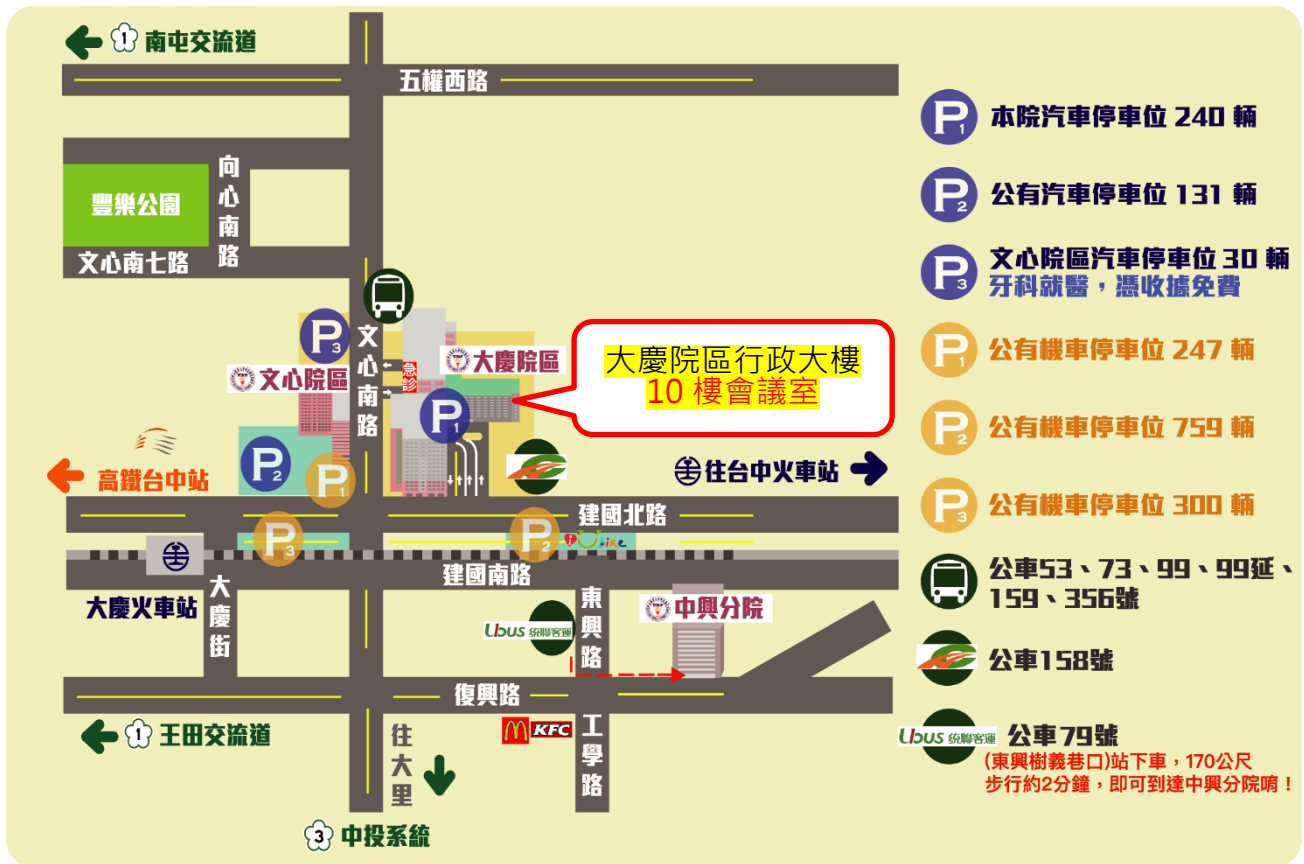 1 南屯交流道
五權西路
向心南路
豐樂公園
文心南七路
P3
文心南路
急診
大慶院區
文心院區
P1
大慶院區行政大樓
10 樓會議室
高鐵台中站
P2
P1
往台中火車站
建國北路
P3
P2
i Ubike
建國南路
大慶火車站
大慶街
東興路
中興分院
Ubus 統聯客運
復興路
1 王田交流道
往大里
M KFC
工學路
3 中投系統
P1 本院汽車停車位 240 輛
P2 公有汽車停車位 131 輛
P3 文心院區汽車停車位 30 輛
牙科就醫，憑收據免費
P1 公有機車停車位 247 輛
P2 公有機車停車位 759 輛
P3 公有機車停車位 300 輛
公車53、73、99、99延、
159、356號
公車158號
Ubus 統聯客運 公車79號
(東興樹義巷口)站下車，170公尺
步行約2分鐘，即可到達中興分院唷！